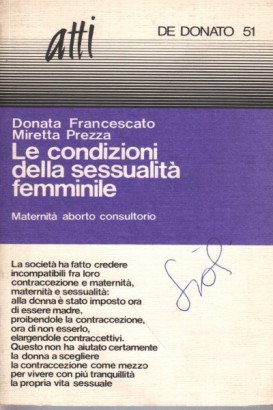 atti
DE DONATO 51
Donata Francescato
Miretta Prezza
Le condizioni
della sessualità
femminile
Maternità aborto consultorio
La società ha fatto credere
incompatibili fra loro
contraccezione e maternità,
maternità e sessualità:
alla donna è stato imposto ora
di essere madre,
proibendole la contraccezione,
ora di non esserlo,
elargendole contraccettivi.
Questo non ha aiutato certamente
la donna a scegliere
la contraccezione come mezzo
per vivere con più tranquillità
la propria vita sessuale